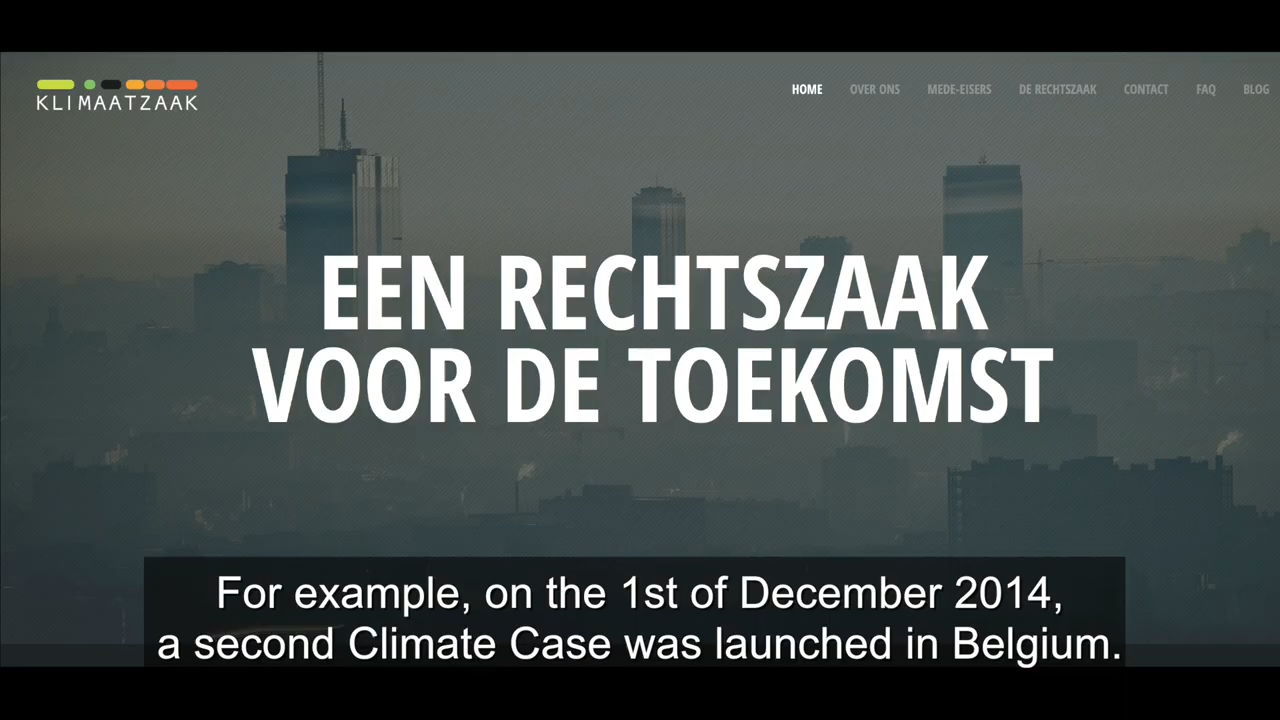 KLIMAATZAAK
HOME OVER ONS MEDE-EISERS DE RECHTSZAAK CONTACT FAQ BLOG
EEN RECHTSZAAK
VOOR DE TOEKOMST
For example, on the 1st of December 2014,
a second Climate Case was launched in Belgium.